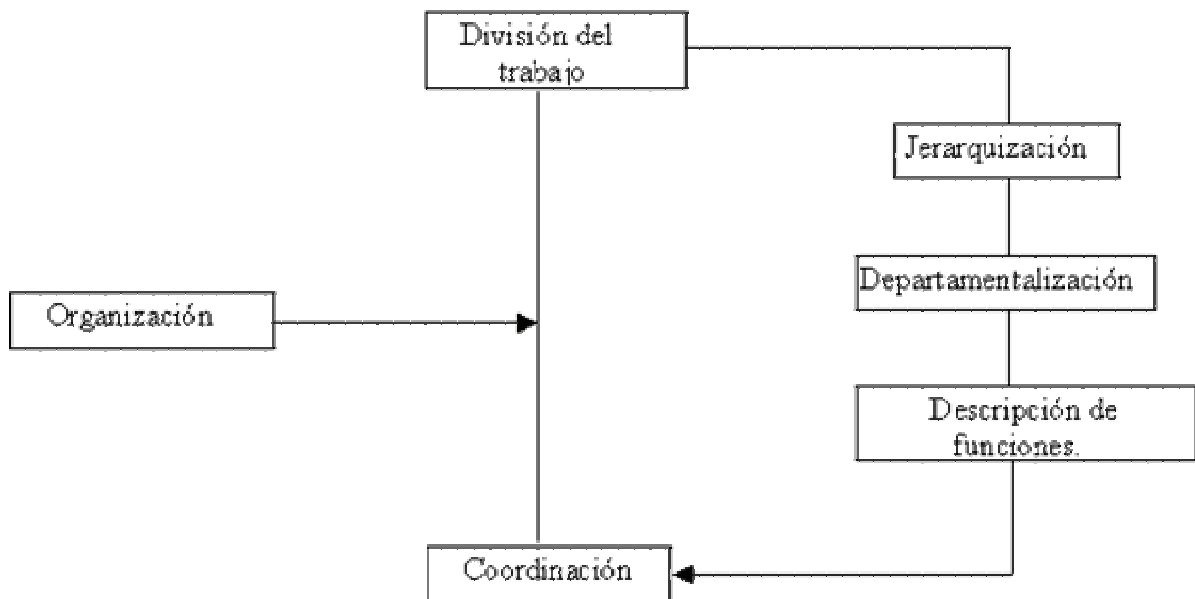 División del
trabajo
Jerarquización
Departamentalización
Organización
Descripción de
funciones.
Coordinación